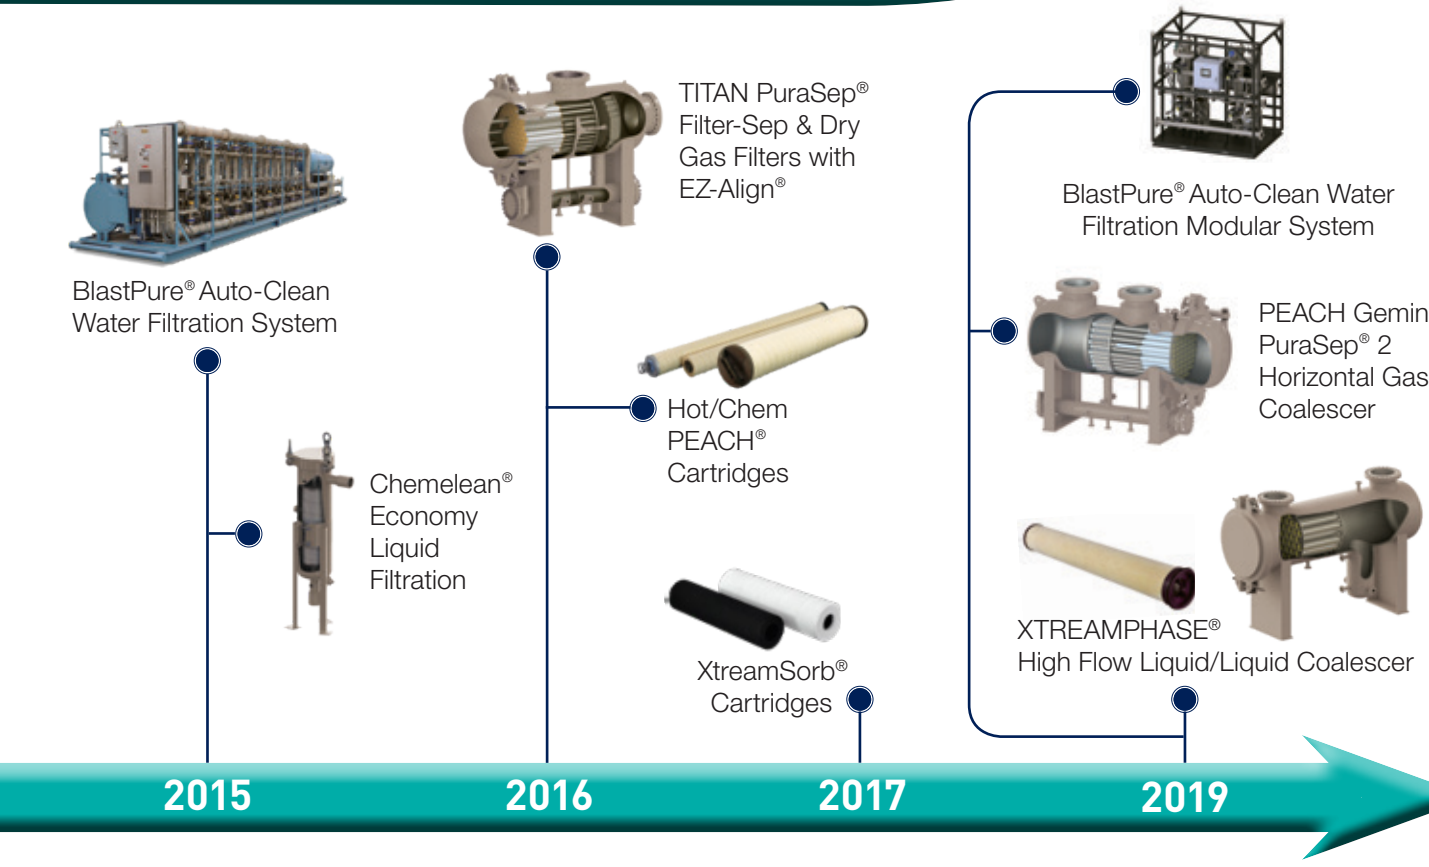 BlastPure® Auto-Clean
Water Filtration System
Chemelean®
Economy
Liquid
Filtration
TITAN PuraSep®
Filter-Sep & Dry
Gas Filters with
EZ-Align®
Hot/Chem
PEACH®
Cartridges
XtreamSorb®
Cartridges
BlastPure® Auto-Clean Water
Filtration Modular System
PEACH Gemin
PuraSep® 2
Horizontal Gas
Coalescer
XTREAMPHASE®
High Flow Liquid/Liquid Coalescer
2015
2016
2017
2019